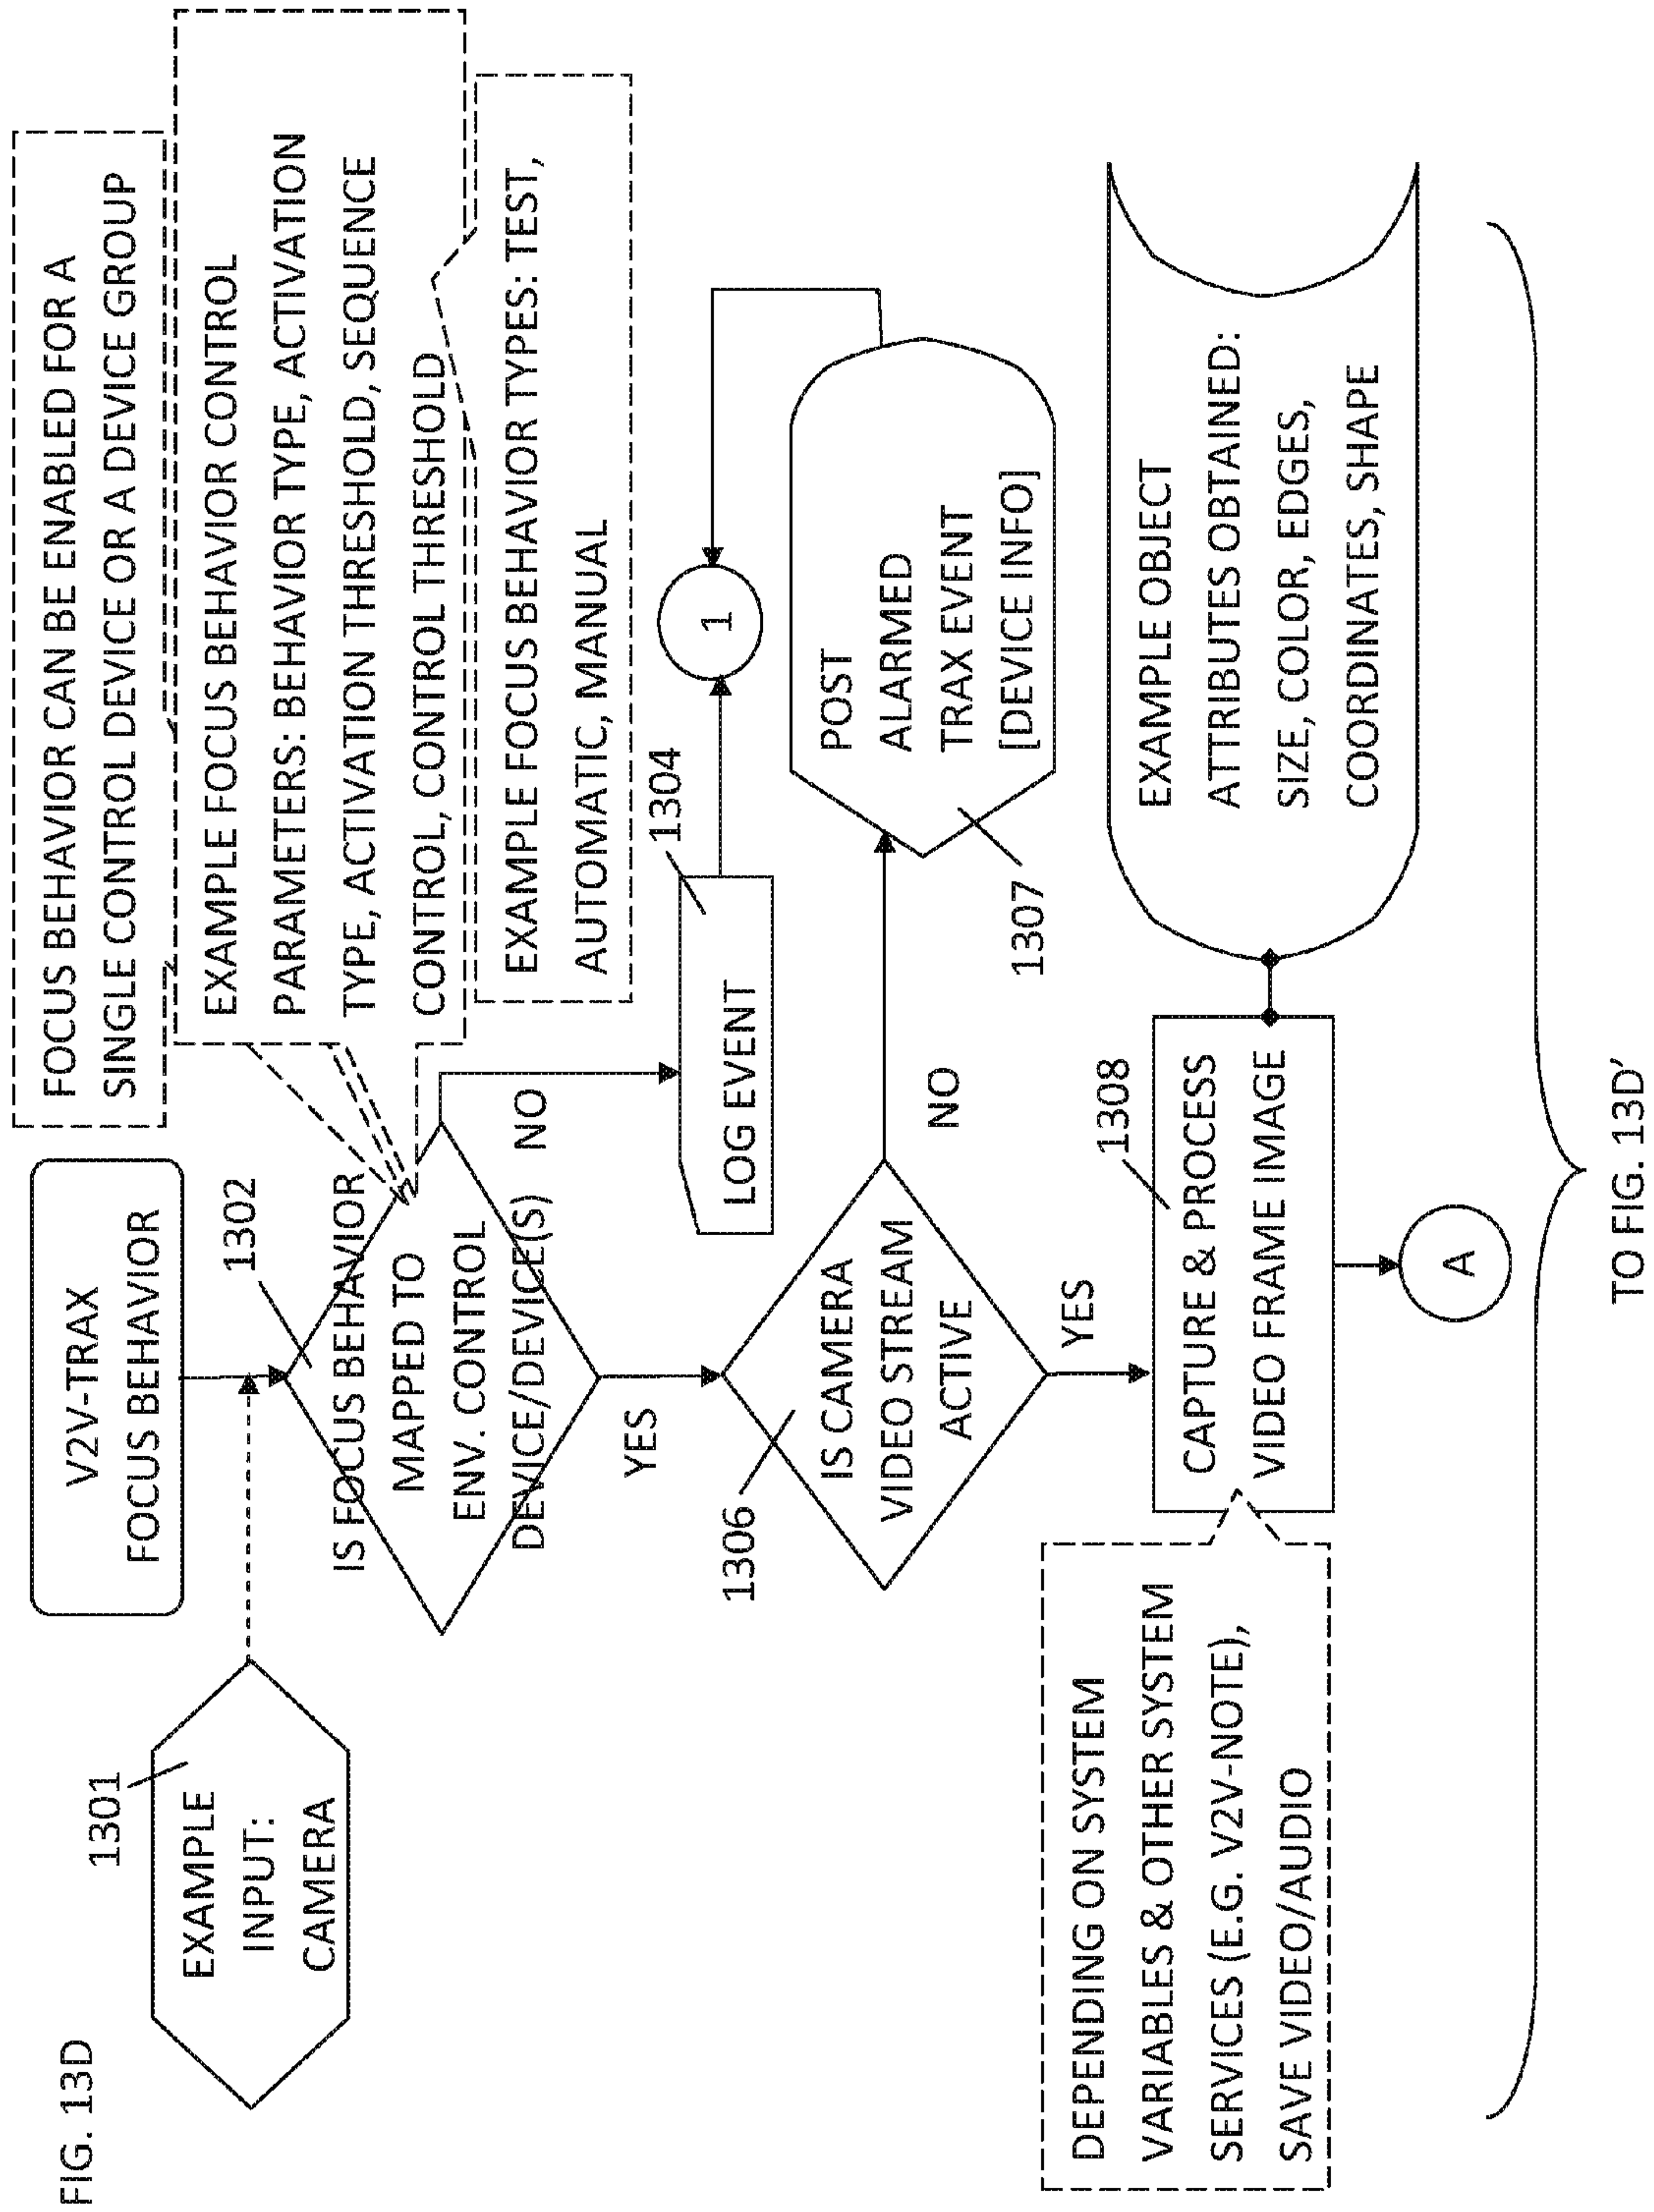 FIG. 13D
V2V-TRAX
FOCUS BEHAVIOR
FOCUS BEHAVIOR CAN BE ENABLED FOR A
SINGLE CONTROL DEVICE OR A DEVICE GROUP
1301
EXAMPLE
INPUT:
CAMERA
1302
IS FOCUS BEHAVIOR
MAPPED TO
ENV. CONTROL
DEVICE/DEVICE(S)
EXAMPLE FOCUS BEHAVIOR CONTROL
PARAMETERS: BEHAVIOR TYPE, ACTIVATION
TYPE, ACTIVATION THRESHOLD, SEQUENCE
CONTROL, CONTROL THRESHOLD
EXAMPLE FOCUS BEHAVIOR TYPES: TEST,
AUTOMATIC, MANUAL
NO
YES
1304
LOG EVENT
1
1306
IS CAMERA
VIDEO STREAM
ACTIVE
NO
YES
POST
ALARMED
TRAX EVENT
[DEVICE INFO]
1307
DEPENDING ON SYSTEM
VARIABLES & OTHER SYSTEM
SERVICES (E.G. V2V-NOTE),
SAVE VIDEO/AUDIO
1308
CAPTURE & PROCESS
VIDEO FRAME IMAGE
EXAMPLE OBJECT
ATTRIBUTES OBTAINED:
SIZE, COLOR, EDGES,
COORDINATES, SHAPE
A
TO FIG. 13D'